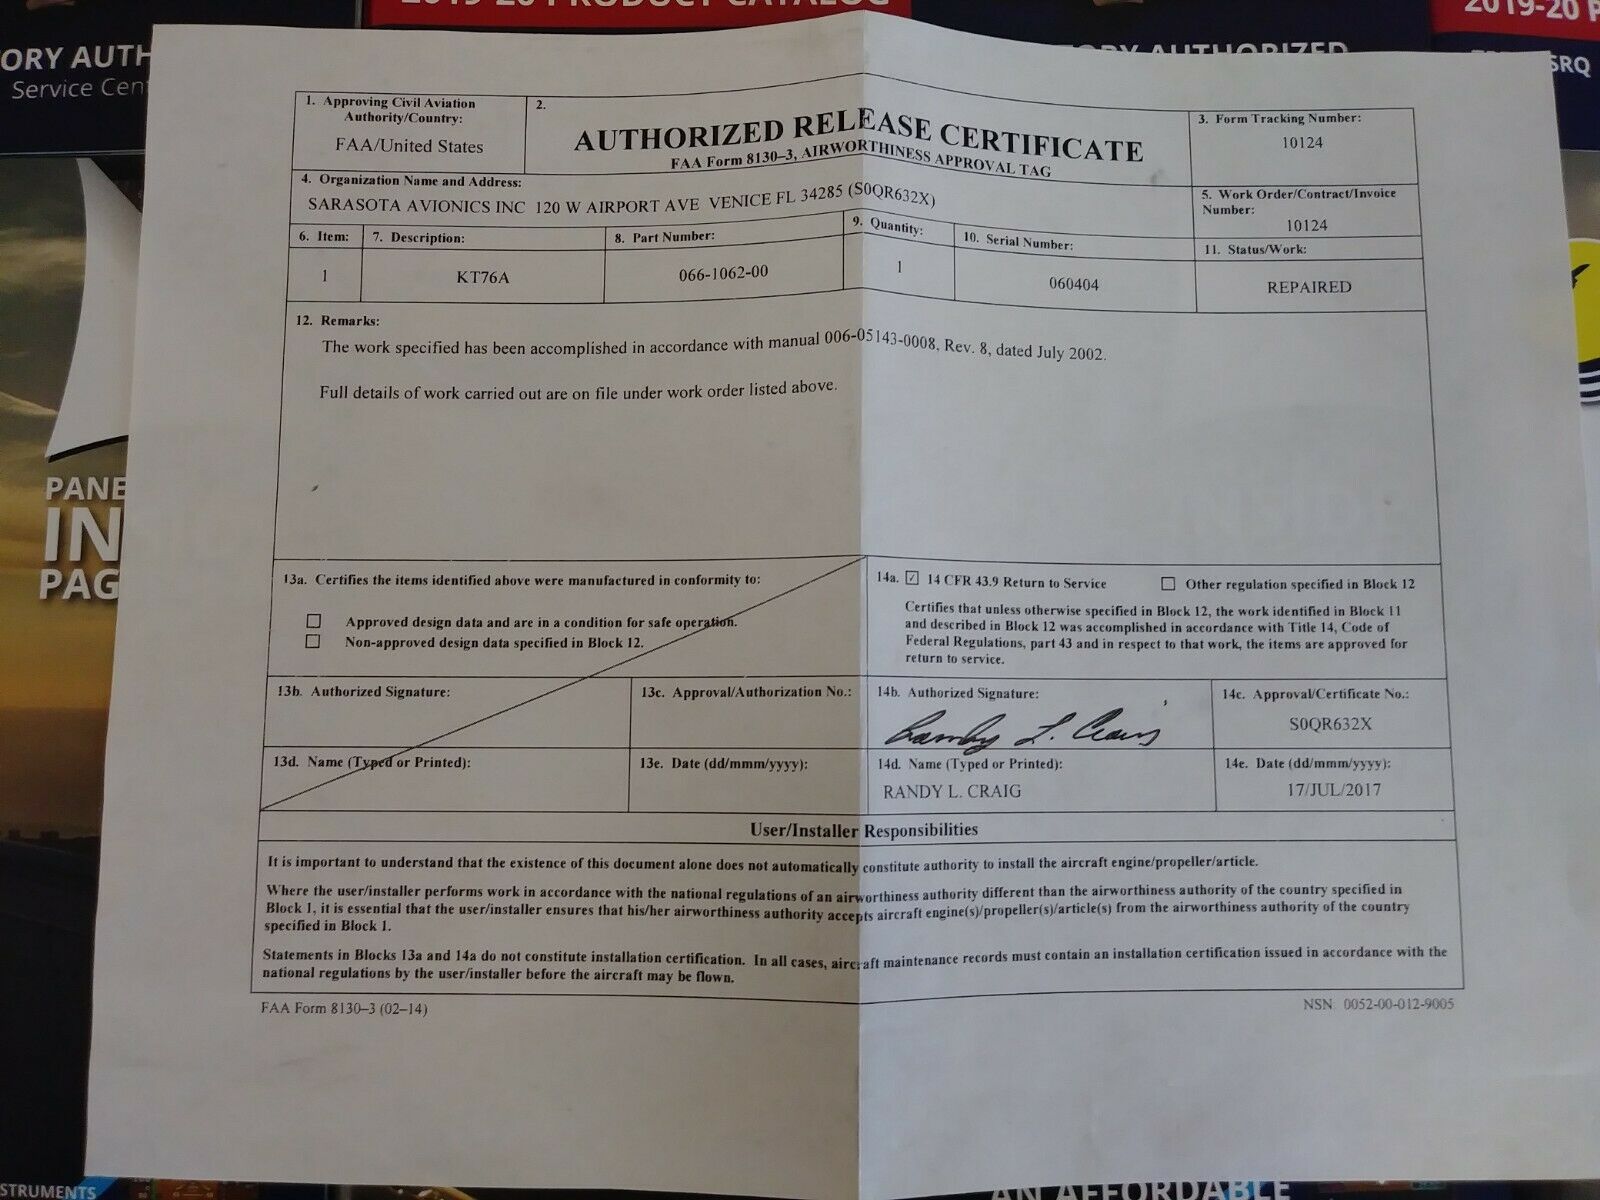 2019-20 PRODUCT CATALOG
2019-20 P
ORY AUTH
Service Cen
ORY AUTHORIZED
SRQ
1. Approving Civil Aviation
Authority/Country:
FAA/United States
2.
AUTHORIZED RELEASE CERTIFICATE
FAA Form 8130–3, AIRWORTHINESS APPROVAL TAG
3. Form Tracking Number:
10124
4. Organization Name and Address:
SARASOTA AVIONICS INC 120 W AIRPORT AVE VENICE FL 34285 (S0QR632X)
5. Work Order/Contract/Invoice
Number:
10124
6. Item:
7. Description:
8. Part Number:
9. Quantity:
10. Serial Number:
11. Status/Work:
1
KT76A
066-1062-00
1
060404
REPAIRED
12. Remarks:
The work specified has been accomplished in accordance with manual 006-05143-0008, Rev. 8, dated July 2002.
Full details of work carried out are on file under work order listed above.
13a. Certifies the items identified above were manufactured in conformity to:
Approved design data and are in a condition for safe operation.
Non-approved design data specified in Block 12.
14a. ✓ 14 CFR 43.9 Return to Service
Other regulation specified in Block 12
Certifies that unless otherwise specified in Block 12, the work identified in Block 11
and described in Block 12 was accomplished in accordance with Title 14, Code of
Federal Regulations, part 43 and in respect to that work, the items are approved for
return to service.
13b. Authorized Signature:
13c. Approval/Authorization No.:
14b. Authorized Signature:
Randy L. Craig
14c. Approval/Certificate No.:
S0QR632X
13d. Name (Typed or Printed):
13e. Date (dd/mmm/yyyy):
14d. Name (Typed or Printed):
RANDY L. CRAIG
14e. Date (dd/mmm/yyyy):
17/JUL/2017
User/Installer Responsibilities
It is important to understand that the existence of this document alone does not automatically constitute authority to install the aircraft engine/propeller/article.
Where the user/installer performs work in accordance with the national regulations of an airworthiness authority different than the airworthiness authority of the country specified in
Block 1, it is essential that the user/installer ensures that his/her airworthiness authority accepts aircraft engine(s)/propeller(s)/article(s) from the airworthiness authority of the country
specified in Block 1.
Statements in Blocks 13a and 14a do not constitute installation certification. In all cases, aircraft maintenance records must contain an installation certification issued in accordance with the
national regulations by the user/installer before the aircraft may be flown.
FAA Form 8130–3 (02–14)
NSN: 0052-00-012-9005
PANE
IN
PAG
STRUMENTS
AN AFFORDABLE